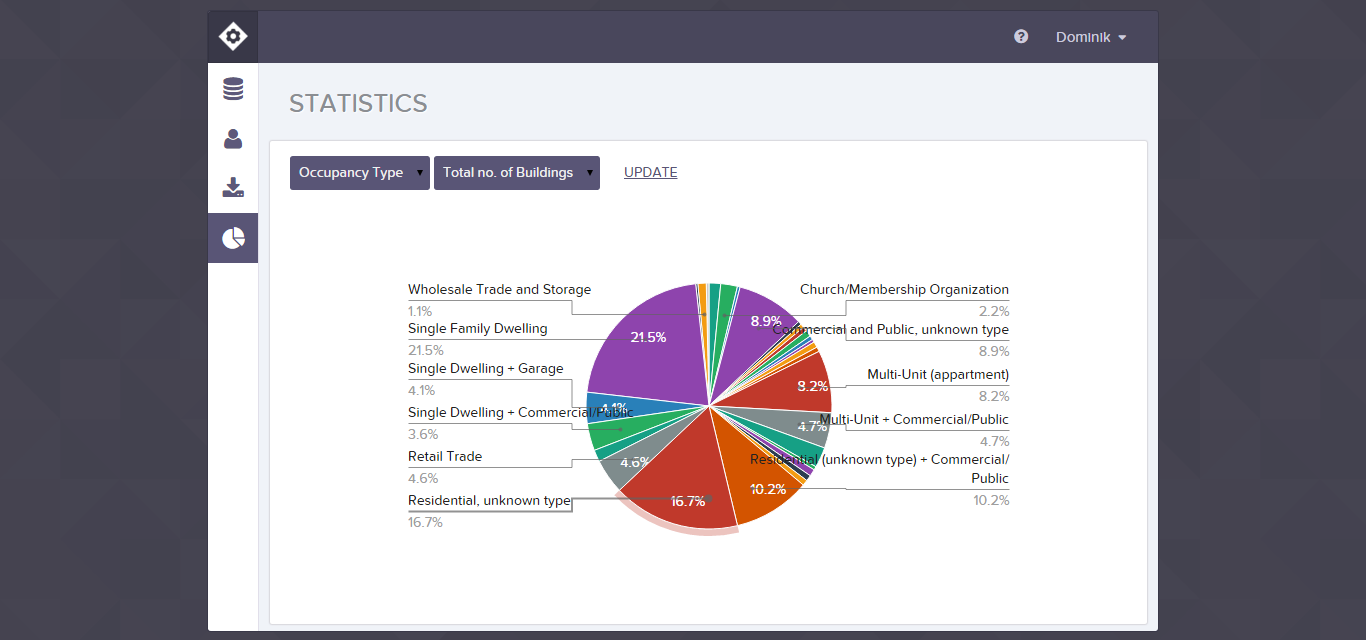 Dominik
STATISTICS
Occupancy Type
Total no. of Buildings
UPDATE
Wholesale Trade and Storage
1.1%
Single Family Dwelling
21.5%
Single Dwelling + Garage
4.1%
Single Dwelling + Commercial/Public
3.6%
Retail Trade
4.6%
Residential, unknown type
16.7%
21.5%
8.9%
8.2%
4.1%
4.7%
4.6%
10.2%
16.7%
Church/Membership Organization
2.2%
Commercial and Public, unknown type
8.9%
Multi-Unit (appartment)
8.2%
Multi-Unit + Commercial/Public
4.7%
Residential (unknown type) + Commercial/
Public
10.2%